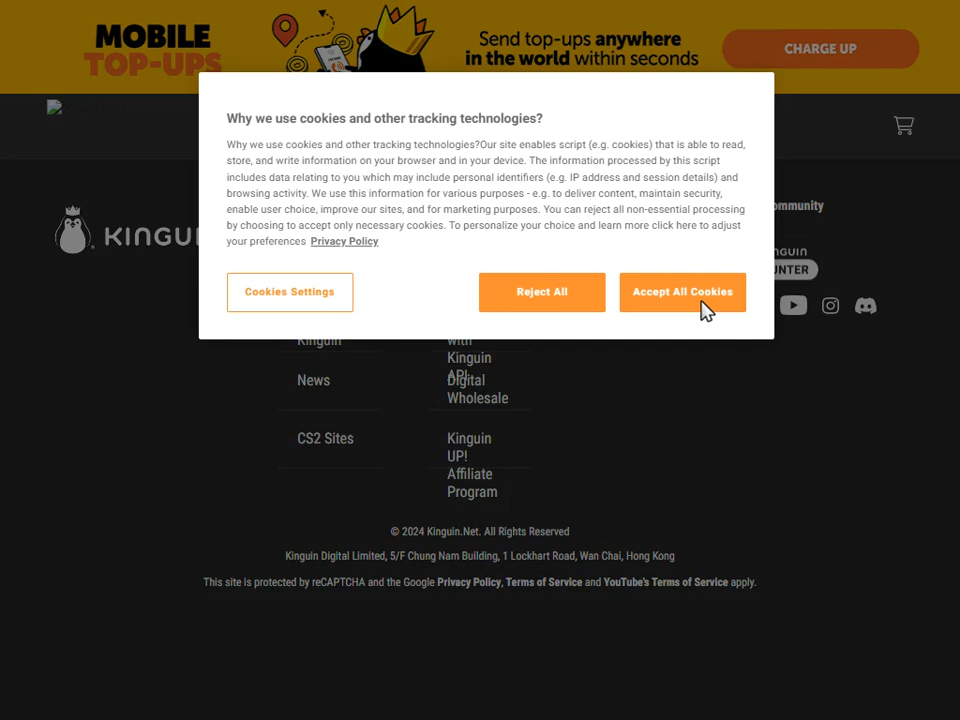 MOBILE
TOP-UPS
Send top-ups anywhere
in the world within seconds
CHARGE UP
Why we use cookies and other tracking technologies?
Why we use cookies and other tracking technologies?Our site enables script (e.g. cookies) that is able to read,
store, and write information on your browser and in your device. The information processed by this script
includes data relating to you which may include personal identifiers (e.g. IP address and session details) and
browsing activity. We use this information for various purposes - e.g. to deliver content, maintain security,
enable user choice, improve our sites, and for marketing purposes. You can reject all non-essential processing
by choosing to accept only necessary cookies. To personalize your choice and learn more click here to adjust
your preferences Privacy Policy
Cookies Settings
Reject All
Accept All Cookies
Kinguin
with
Kinguin
API
News
Digital
Wholesale
CS2 Sites
Kinguin
UP!
Affiliate
Program
© 2024 Kinguin.Net. All Rights Reserved
Kinguin Digital Limited, 5/F Chung Nam Building, 1 Lockhart Road, Wan Chai, Hong Kong
This site is protected by reCAPTCHA and the Google Privacy Policy, Terms of Service and YouTube's Terms of Service apply.